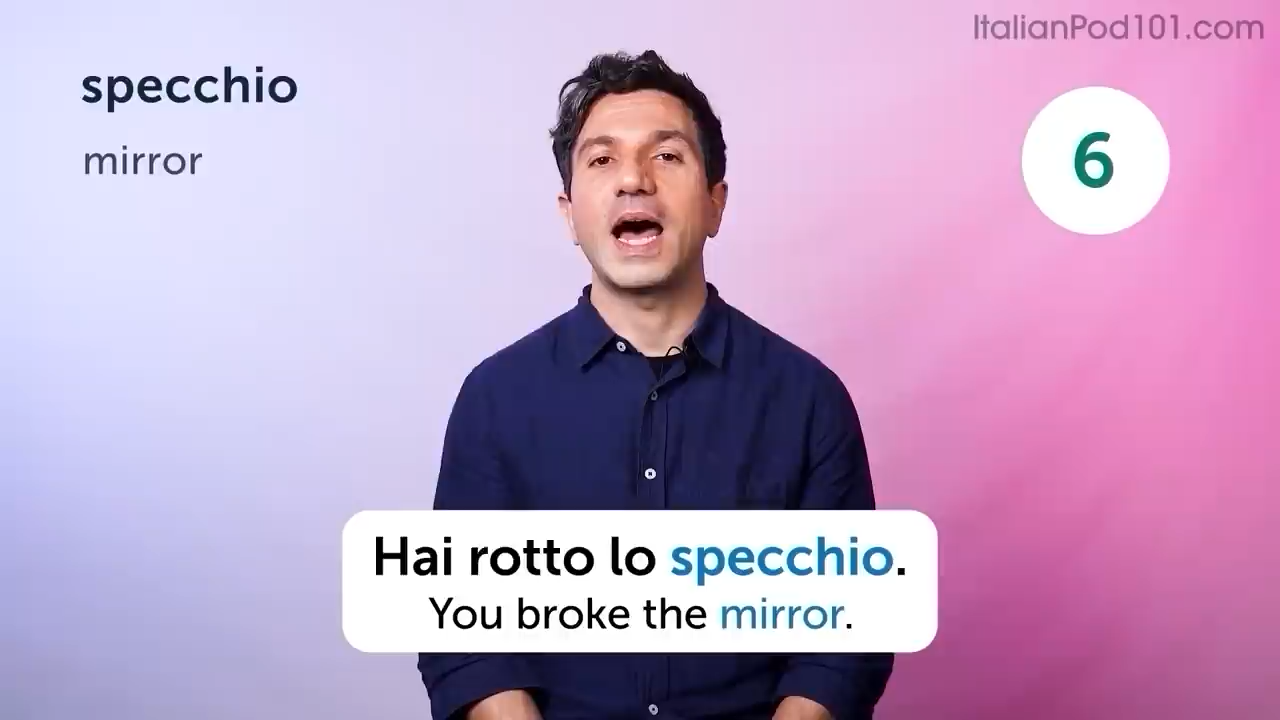 ItalianPod101.com
specchio
mirror
6
Hai rotto lo specchio.
You broke the mirror.